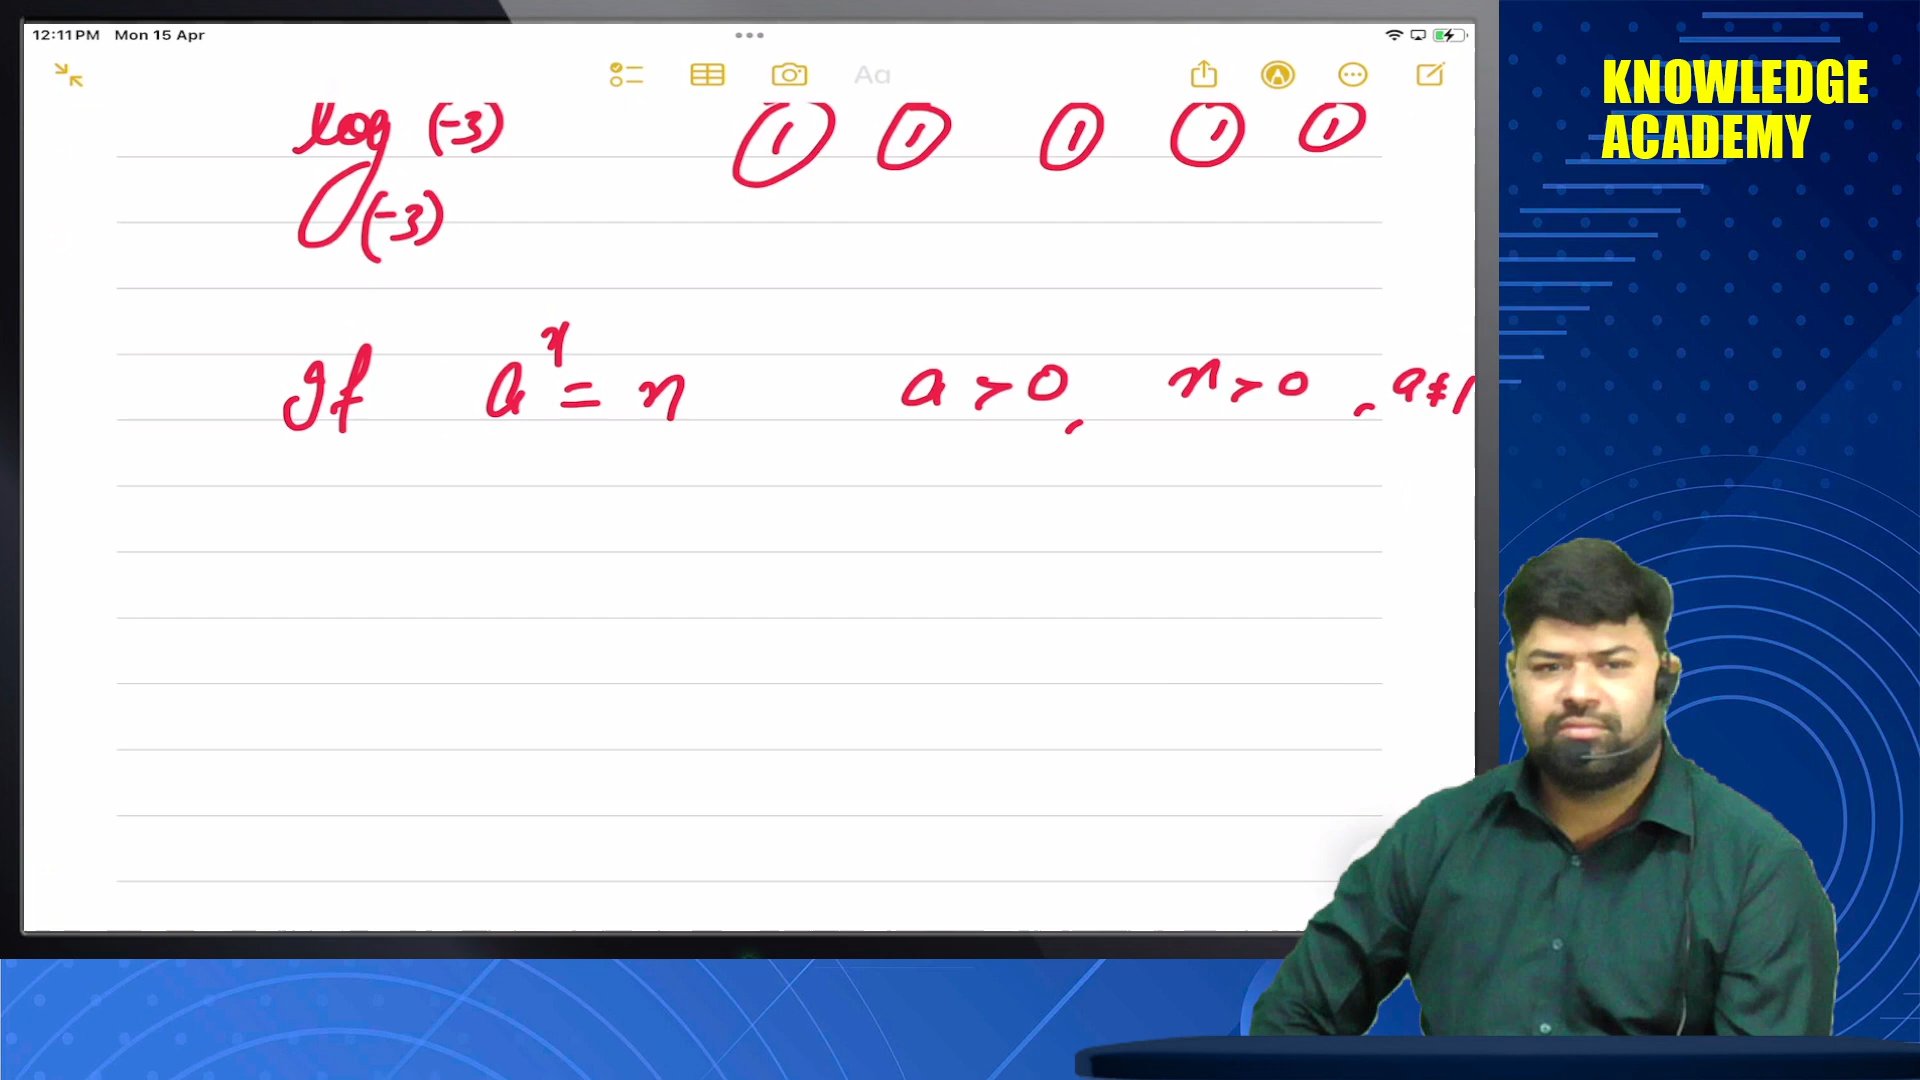 12:11 PM Mon 15 Apr
KNOWLEDGE
ACADEMY
Aa
log (-3) 1 1 1 1 1
(-3)
If a^x = n a > 0, n > 0, a ≠ 1